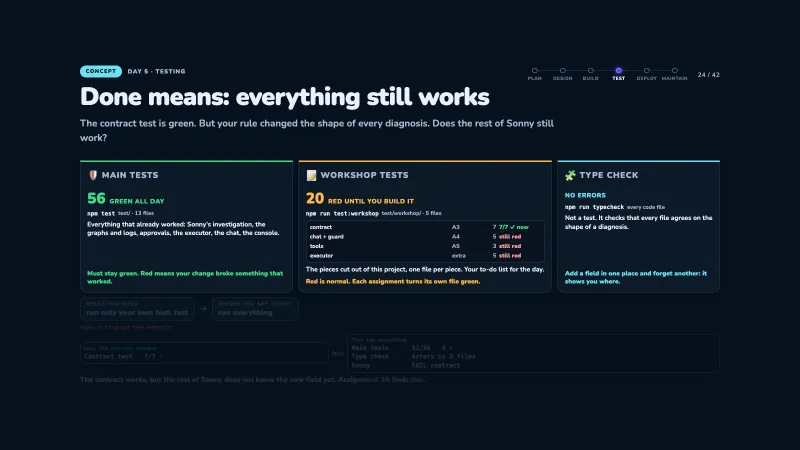 CONCEPT DAY 5 · TESTING
PLAN DESIGN BUILD TEST DEPLOY MAINTAIN 24 / 42
Done means: everything still works
The contract test is green. But your rule changed the shape of every diagnosis. Does the rest of Sonny still
work?
MAIN TESTS
56 GREEN ALL DAY
npm test test/ · 13 files
Everything that already worked: Sonny's investigation, the
graphs and logs, approvals, the executor, the chat, the console.
Must stay green. Red means your change broke something that
worked.
WORKSHOP TESTS
20 RED UNTIL YOU BUILD IT
npm run test:workshop test/workshop/ · 5 files
contract A3 7 7/7 ✓ now
chat + guard A4 5 still red
tools A5 3 still red
executor extra 5 still red
The pieces cut out of this project, one file per piece. Your to-do list for the day.
Red is normal. Each assignment turns its own file green.
TYPE CHECK
NO ERRORS
npm run typecheck every code file
Not a test. It checks that every file agrees on the
shape of a diagnosis.
Add a field in one place and forget another: it
shows you where.
run only your own test: fast → run everything
Contract test 7/7 ✓
but
Then run everything
Main tests 52/56
Type check errors in 3 files
FAIL contract
The contract works, but the rest of Sonny does not know the new field yet.